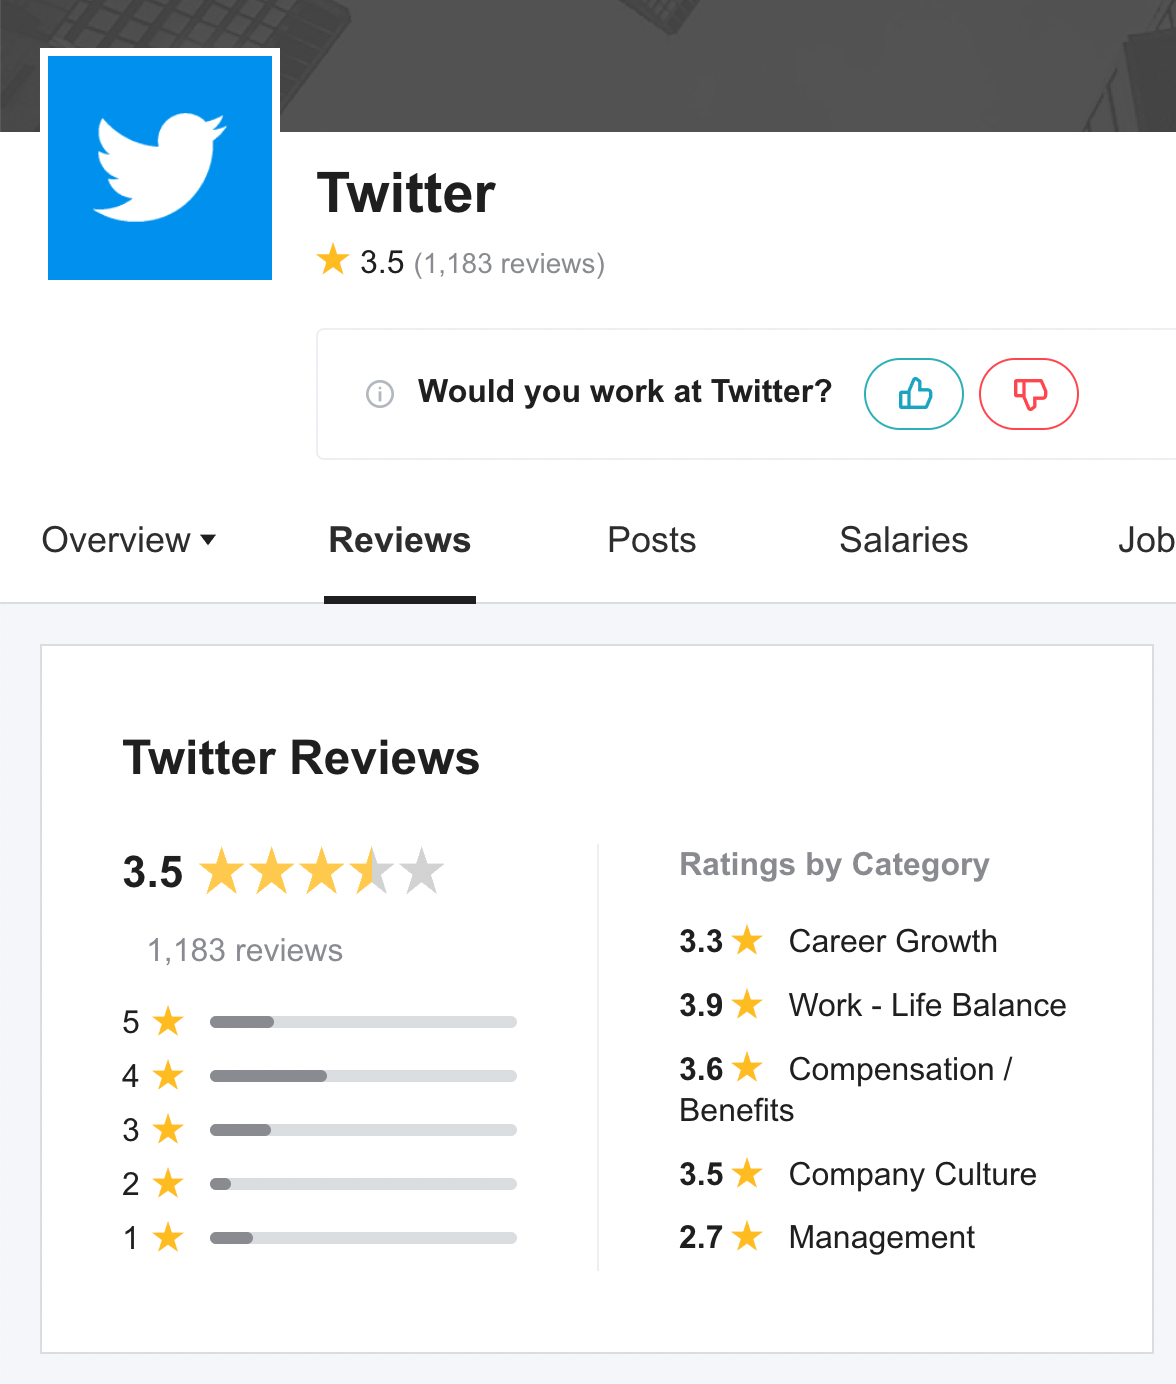 Twitter
3.5 (1,183 reviews)
Would you work at Twitter?
Overview Reviews Posts Salaries Job
Twitter Reviews
3.5
1,183 reviews
5
4
3
2
1
Ratings by Category
3.3 Career Growth
3.9 Work - Life Balance
3.6 Compensation /
Benefits
3.5 Company Culture
2.7 Management